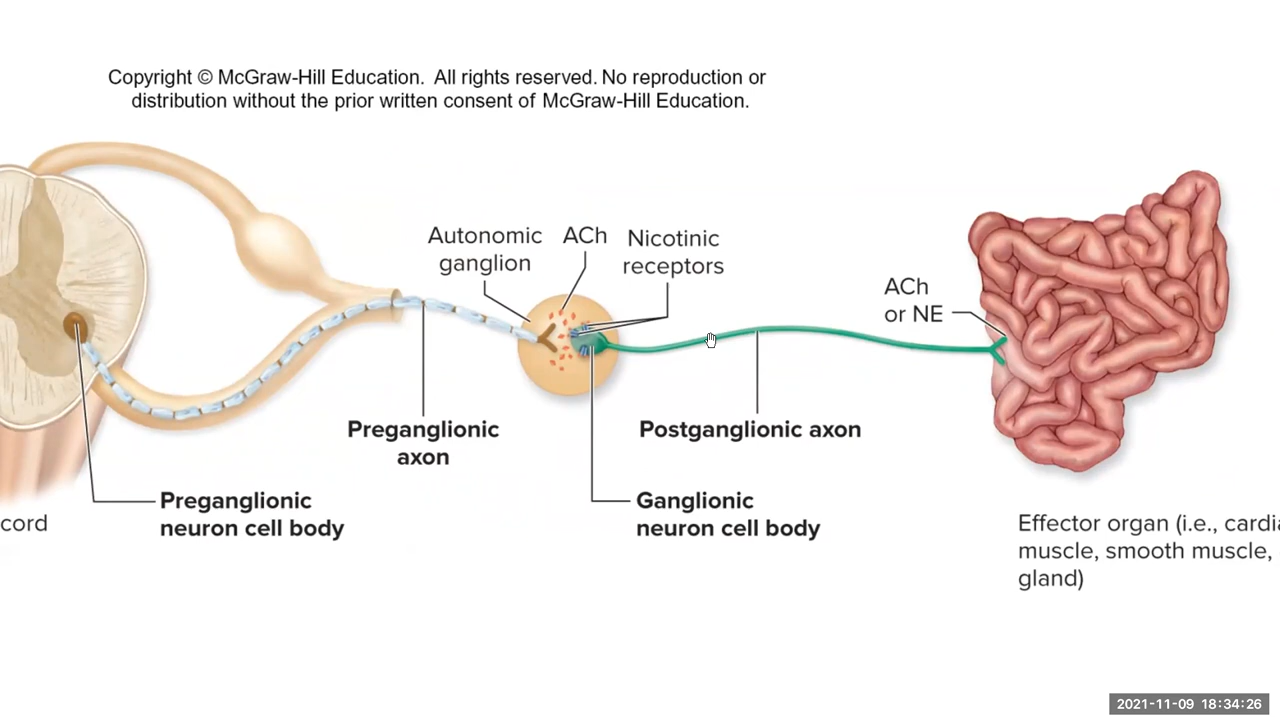 Copyright © McGraw-Hill Education. All rights reserved. No reproduction or
distribution without the prior written consent of McGraw-Hill Education.
Autonomic
ganglion
ACh
Nicotinic
receptors
ACh
or NE
Preganglionic
axon
Postganglionic axon
Preganglionic
neuron cell body
Ganglionic
neuron cell body
cord
Effector organ (i.e., cardi
muscle, smooth muscle,
gland)
2021-11-09 18:34:26